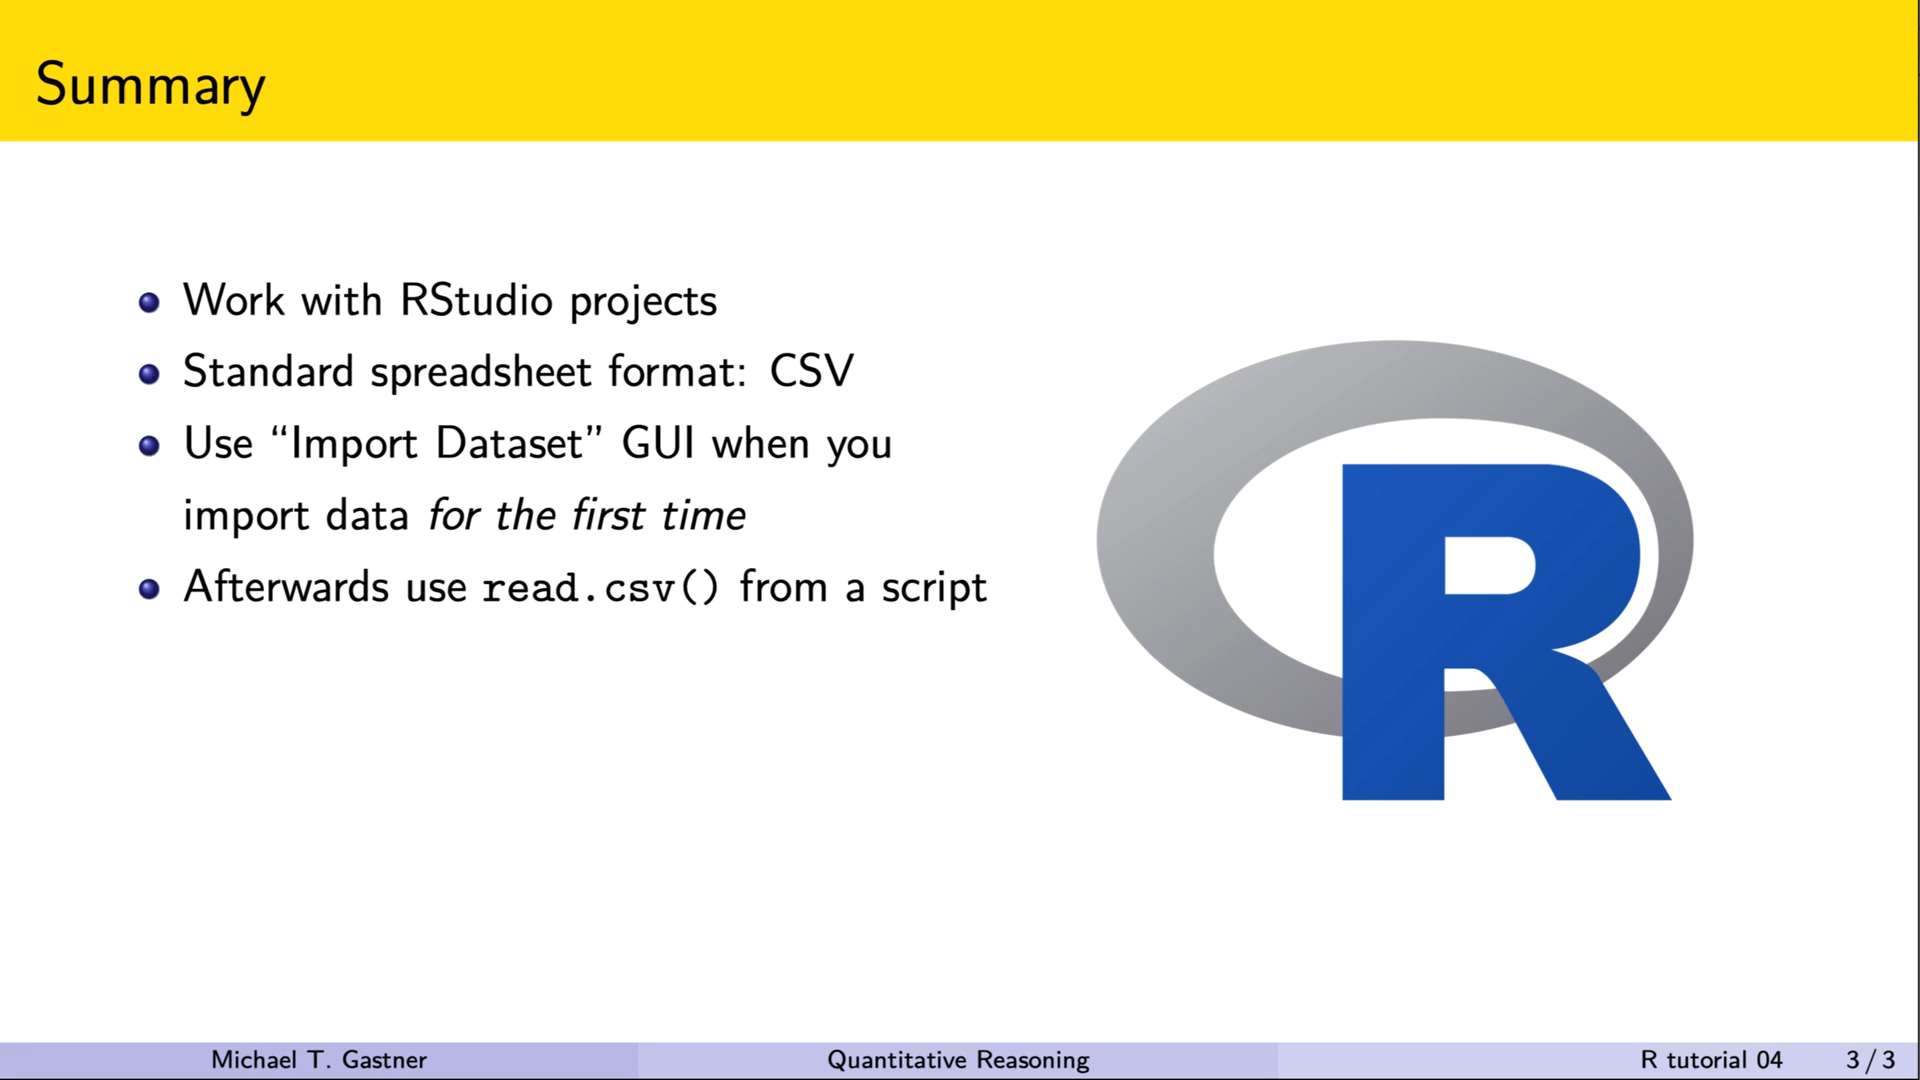 Summary
Work with RStudio projects
Standard spreadsheet format: CSV
Use “Import Dataset” GUI when you
import data for the first time
Afterwards use read.csv() from a script
R
Michael T. Gastner
Quantitative Reasoning
R tutorial 04
3 / 3